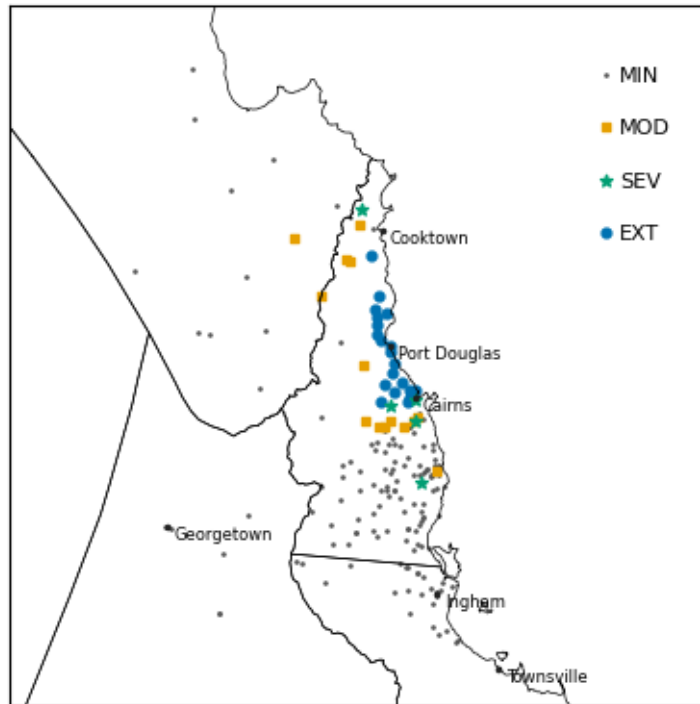 MIN
MOD
SEV
EXT
Cooktown
Port Douglas
Cairns
Georgetown
Ingham
Townsville